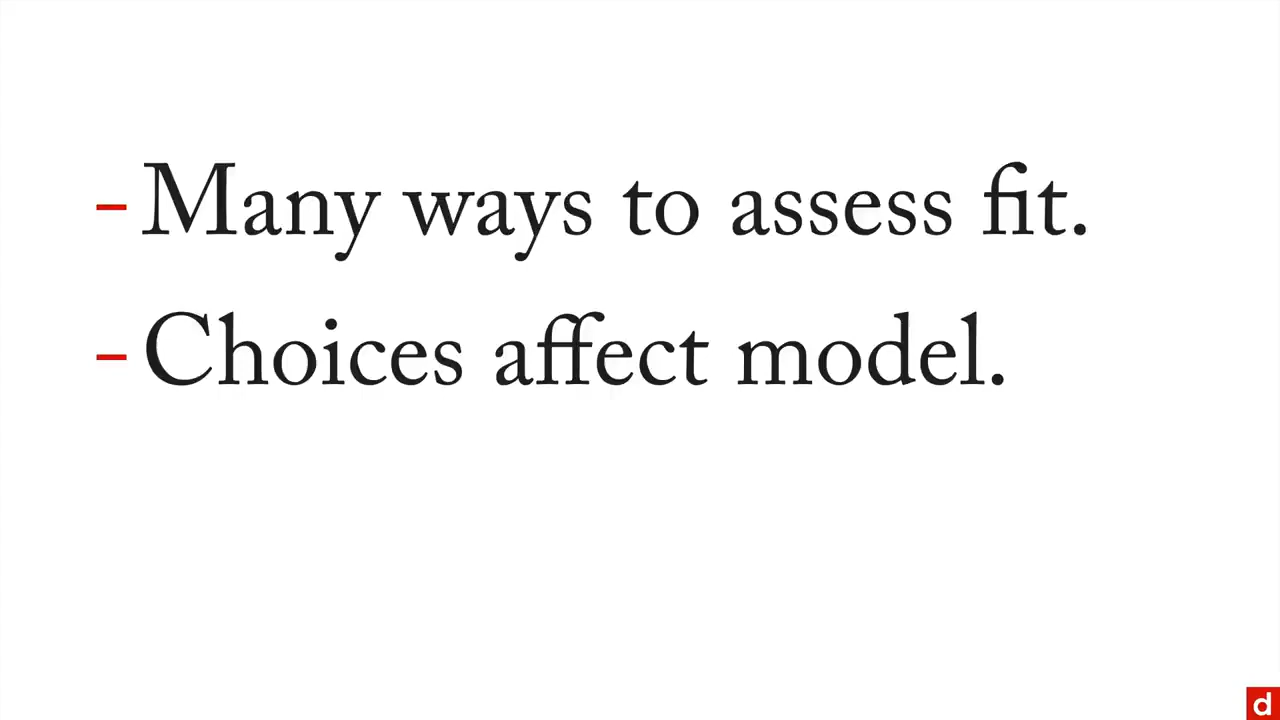 - Many ways to assess fit.
- Choices affect model.
d